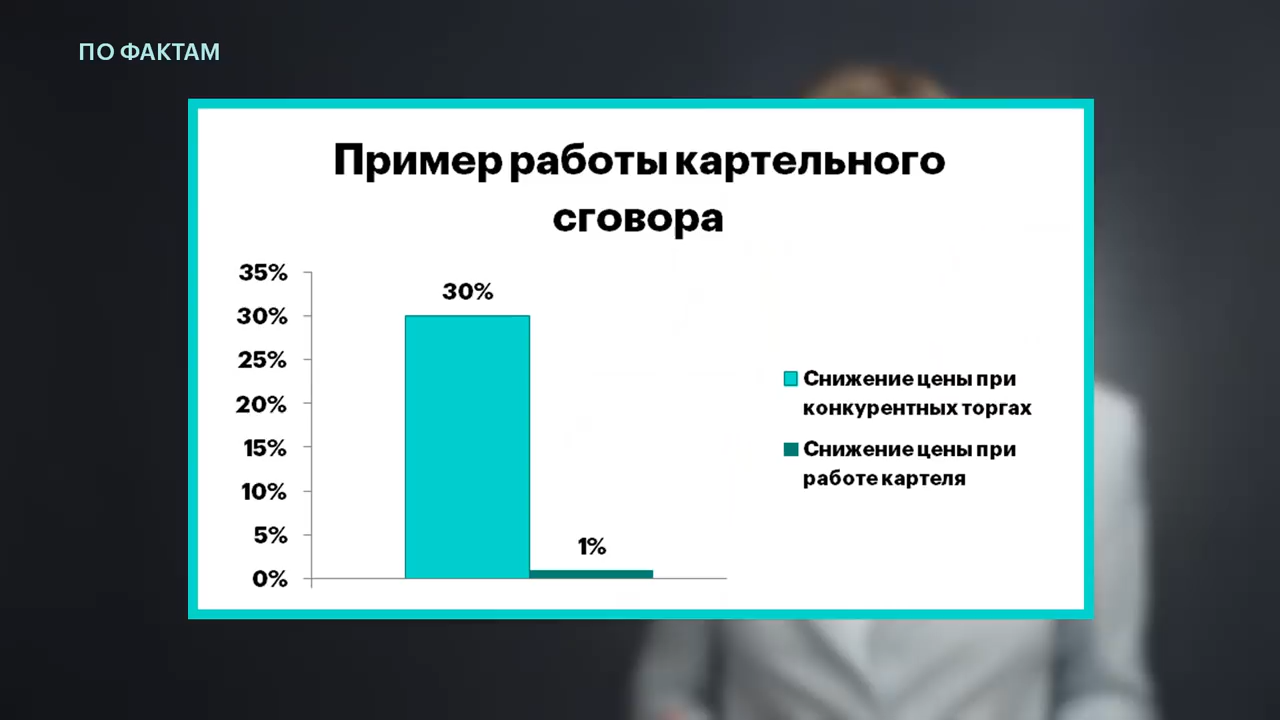 ПО ФАКТАМ
Пример работы картельного
сговора
35%
30%
25%
20%
15%
10%
5%
0%
30%
1%
Снижение цены при
конкурентных торгах
Снижение цены при
работе картеля